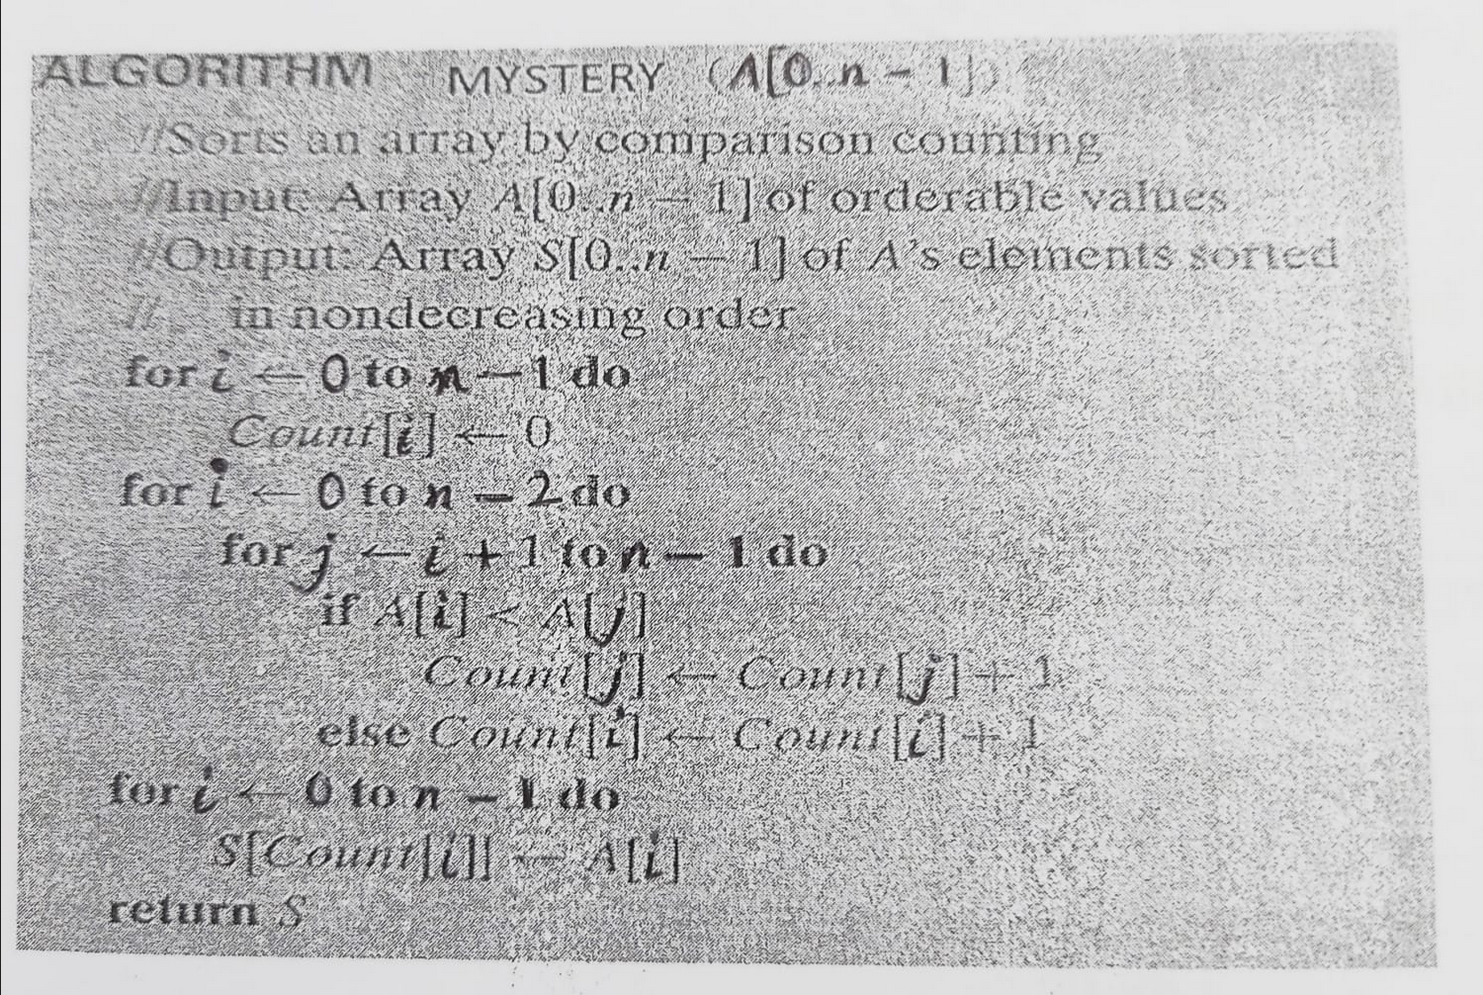 ALGORITHM MYSTERY (A[0..n - 1])
//Sorts an array by comparison counting
//Input: Array A[0..n - 1] of orderable values
//Output: Array S[0..n - 1] of A's elements sorted
// in nondecreasing order
for i ← 0 to n - 1 do
Count[i] ← 0
for i ← 0 to n - 2 do
for j ← i + 1 to n - 1 do
if A[i] < A[j]
Count[j] ← Count[j] + 1
else Count[i] ← Count[i] + 1
for i ← 0 to n - 1 do
S[Count[i]] ← A[i]
return S